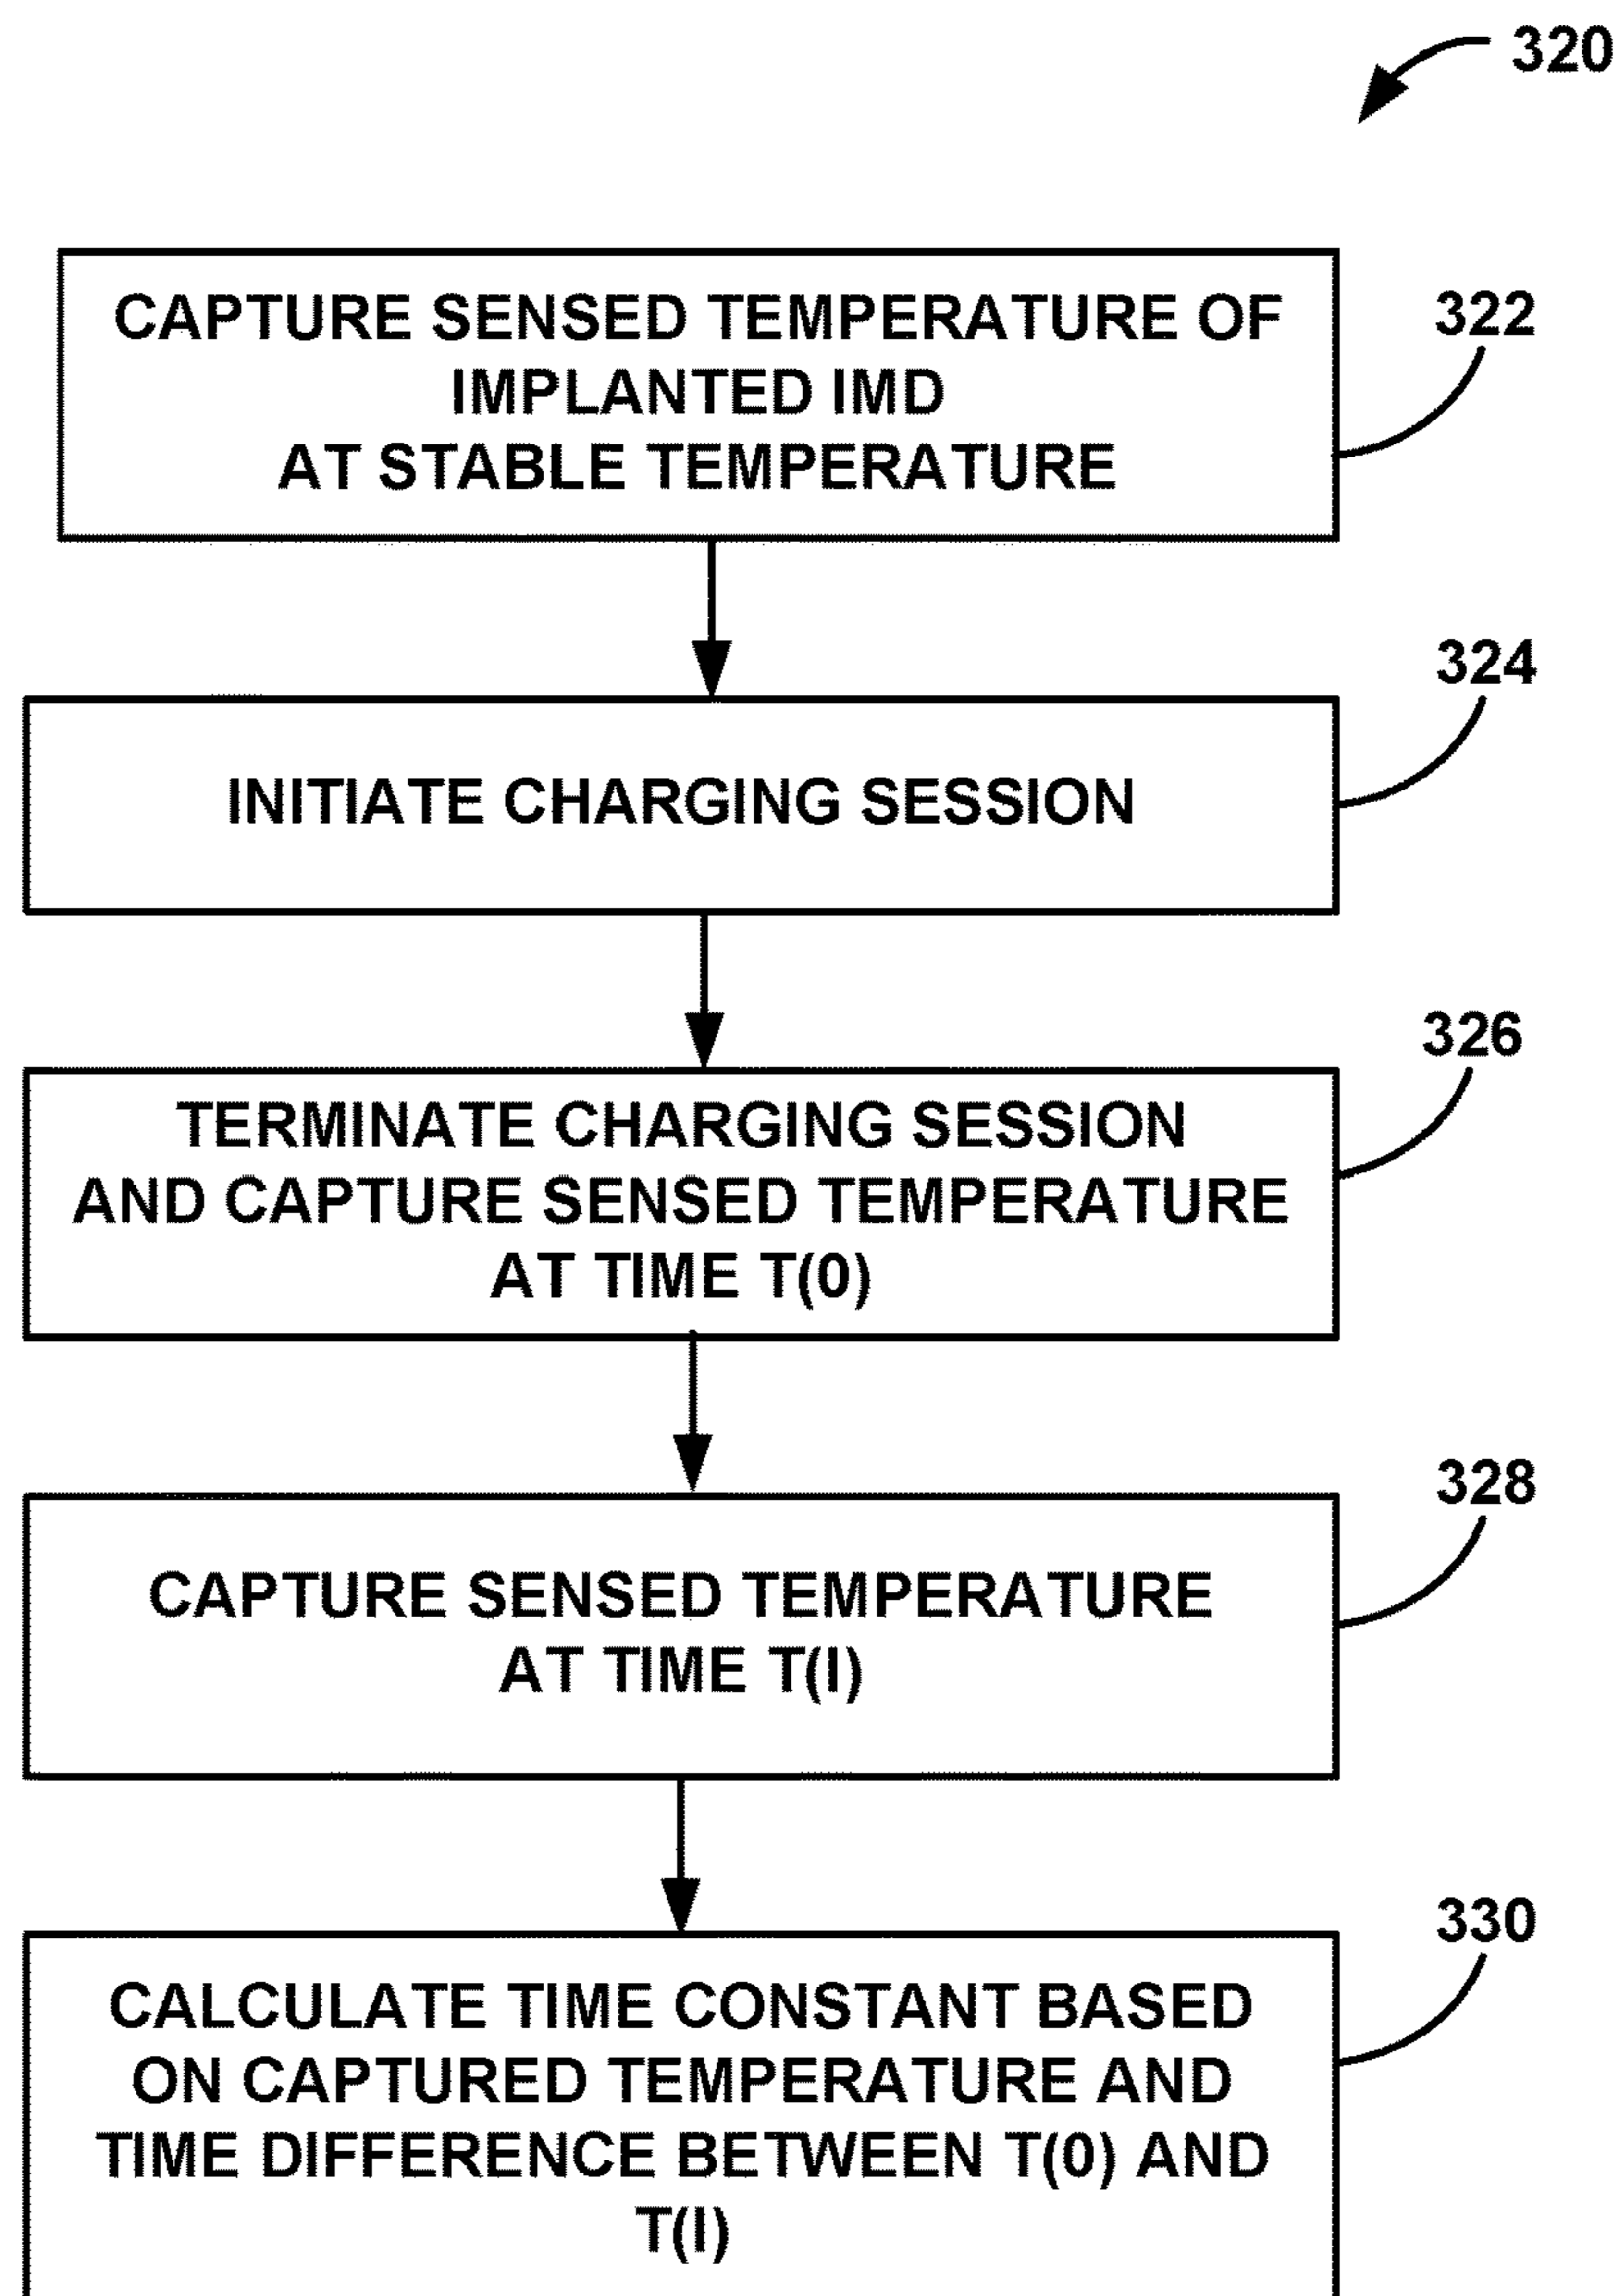 320
CAPTURE SENSED TEMPERATURE OF
IMPLANTED IMD
AT STABLE TEMPERATURE
322
INITIATE CHARGING SESSION
324
TERMINATE CHARGING SESSION
AND CAPTURE SENSED TEMPERATURE
AT TIME T(0)
326
CAPTURE SENSED TEMPERATURE
AT TIME T(I)
328
CALCULATE TIME CONSTANT BASED
ON CAPTURED TEMPERATURE AND
TIME DIFFERENCE BETWEEN T(0) AND
T(I)
330